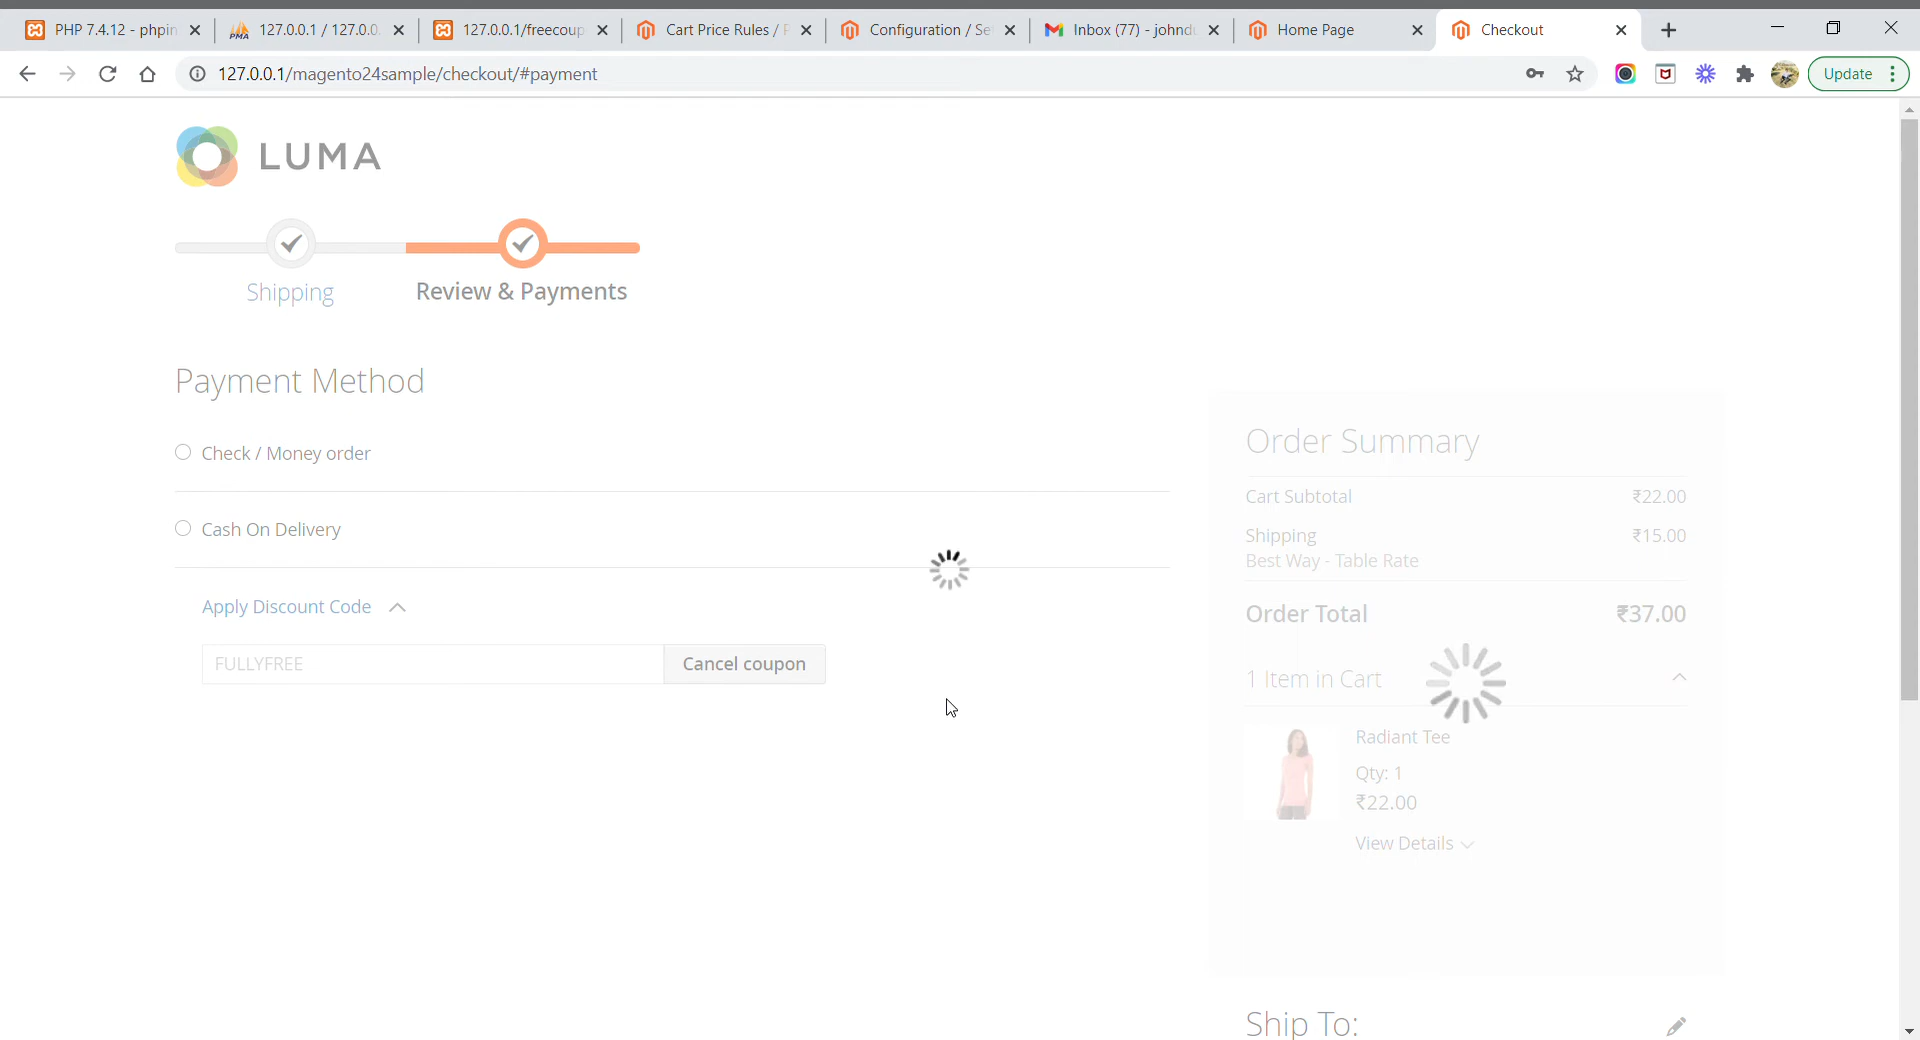 PHP 7.4.12 - phpin
127.0.0.1 / 127.0.0.
127.0.0.1/freecoup
Cart Price Rules / P
Configuration / Se
Inbox (77) - johndu
Home Page
Checkout
127.0.0.1/magento24sample/checkout/#payment
Update
LUMA
Shipping
Review & Payments
Payment Method
Check / Money order
Cash On Delivery
Apply Discount Code
FULLYFREE
Cancel coupon
Order Summary
Cart Subtotal ₹22.00
Shipping ₹15.00
Best Way - Table Rate
Order Total ₹37.00
1 Item in Cart
Radiant Tee
Qty: 1
₹22.00
View Details
Ship To: